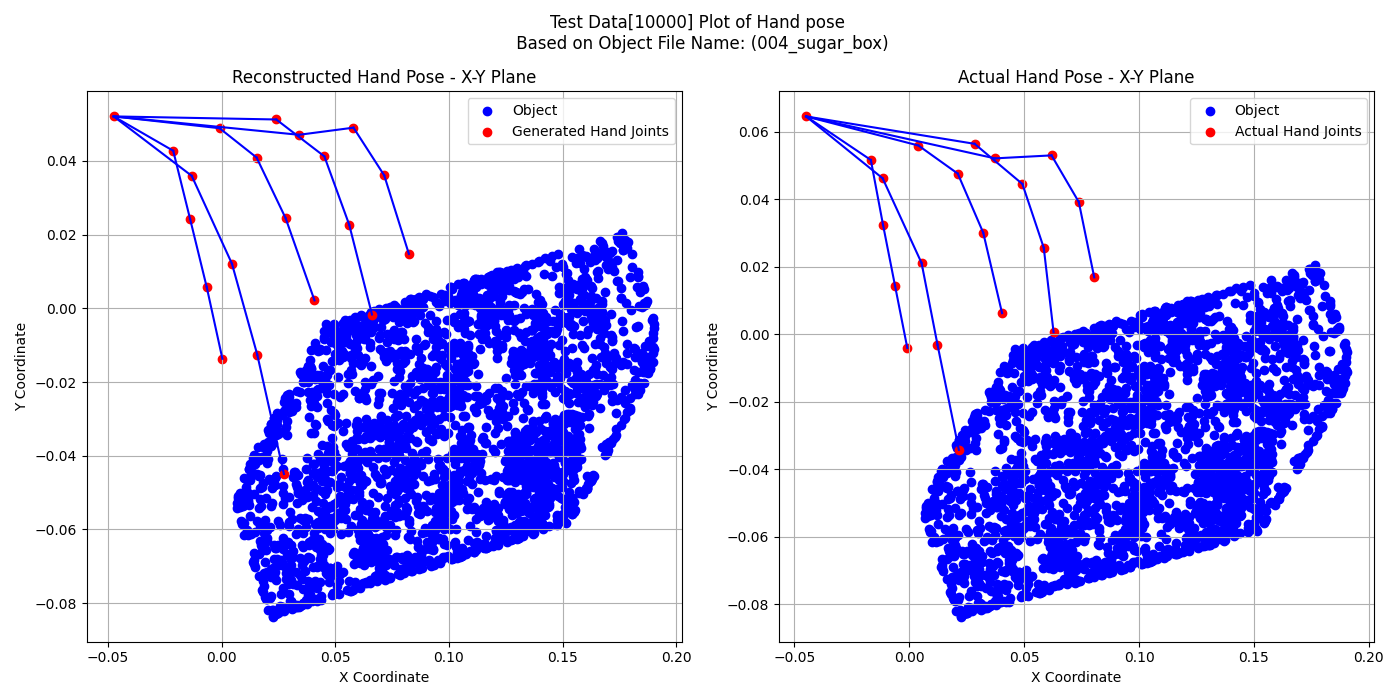 Test Data[10000] Plot of Hand pose
Based on Object File Name: (004_sugar_box)
Reconstructed Hand Pose - X-Y Plane
Object
Generated Hand Joints
0.04
0.02
0.00
−0.02
−0.04
−0.06
−0.08
Y Coordinate
−0.05
0.00
0.05
0.10
0.15
0.20
X Coordinate
Actual Hand Pose - X-Y Plane
Object
Actual Hand Joints
0.06
0.04
0.02
0.00
−0.02
−0.04
−0.06
−0.08
Y Coordinate
−0.05
0.00
0.05
0.10
0.15
0.20
X Coordinate